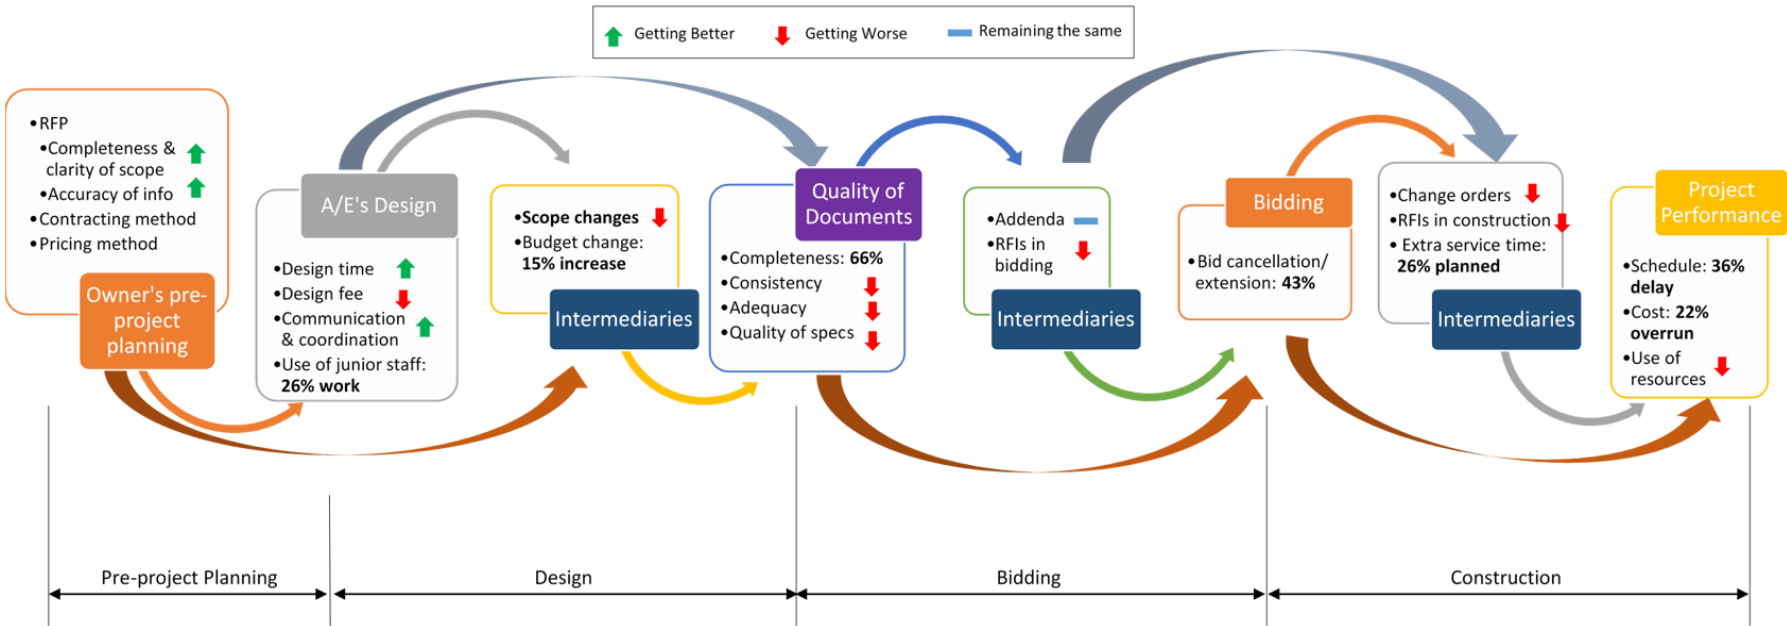 Getting Better
Getting Worse
Remaining the same
•RFP
•Completeness &
clarity of scope
•Accuracy of info
•Contracting method
•Pricing method
Owner's pre-
project
planning
A/E's Design
•Design time
•Design fee
•Communication
& coordination
•Use of junior staff:
26% work
•Scope changes
•Budget change:
15% increase
Intermediaries
Quality of
Documents
•Completeness: 66%
•Consistency
•Adequacy
•Quality of specs
•Addenda
•RFIs in
bidding
Intermediaries
Bidding
•Bid cancellation/
extension: 43%
•Change orders
•RFIs in construction
• Extra service time:
26% planned
Intermediaries
Project
Performance
•Schedule: 36%
delay
•Cost: 22%
overrun
•Use of
resources
Pre-project Planning
Design
Bidding
Construction